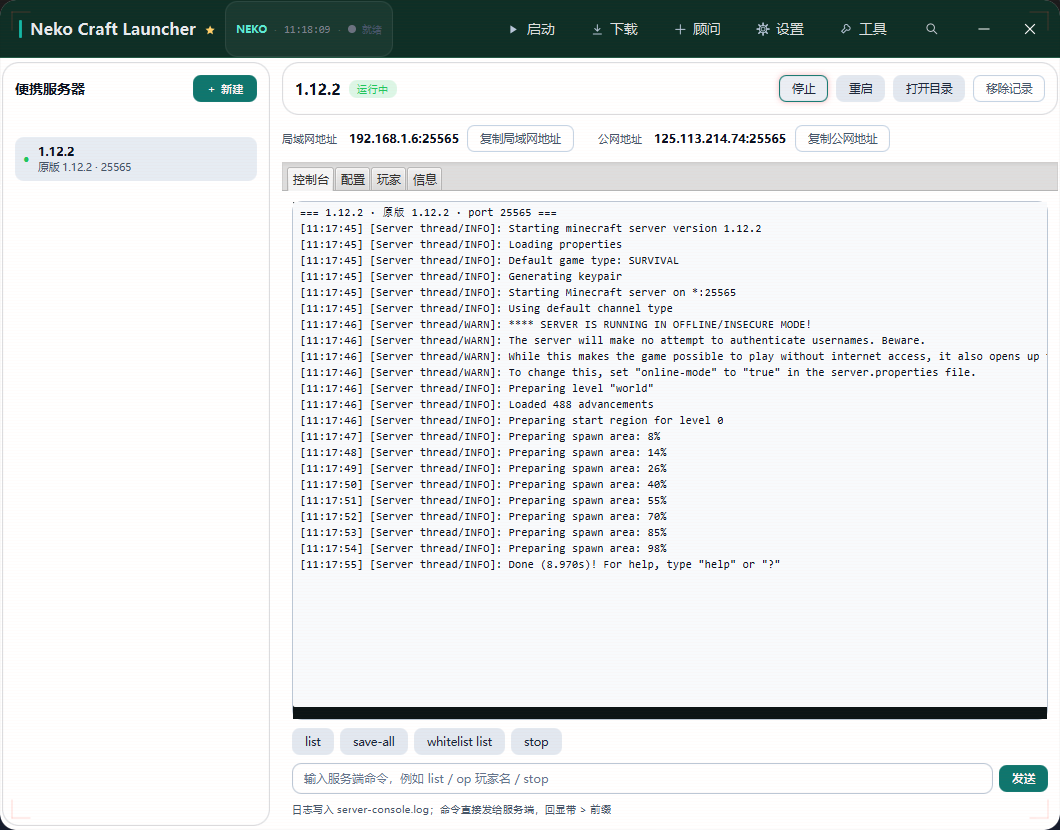 Neko Craft Launcher ★ NEKO · 11:18:09 · 就绪 启动 下载 顾问 设置 工具
便携服务器 + 新建
1.12.2
原版 1.12.2 · 25565
1.12.2 运行中 停止 重启 打开目录 移除记录
局域网地址 192.168.1.6:25565 复制局域网地址 公网地址 125.113.214.74:25565 复制公网地址
控制台 配置 玩家 信息
=== 1.12.2 · 原版 1.12.2 · port 25565 ===
[11:17:45] [Server thread/INFO]: Starting minecraft server version 1.12.2
[11:17:45] [Server thread/INFO]: Loading properties
[11:17:45] [Server thread/INFO]: Default game type: SURVIVAL
[11:17:45] [Server thread/INFO]: Generating keypair
[11:17:45] [Server thread/INFO]: Starting Minecraft server on *:25565
[11:17:45] [Server thread/INFO]: Using default channel type
[11:17:46] [Server thread/WARN]: **** SERVER IS RUNNING IN OFFLINE/INSECURE MODE!
[11:17:46] [Server thread/WARN]: The server will make no attempt to authenticate usernames. Beware.
[11:17:46] [Server thread/WARN]: While this makes the game possible to play without internet access, it also opens up
[11:17:46] [Server thread/WARN]: To change this, set "online-mode" to "true" in the server.properties file.
[11:17:46] [Server thread/INFO]: Preparing level "world"
[11:17:46] [Server thread/INFO]: Loaded 488 advancements
[11:17:46] [Server thread/INFO]: Preparing start region for level 0
[11:17:47] [Server thread/INFO]: Preparing spawn area: 8%
[11:17:48] [Server thread/INFO]: Preparing spawn area: 14%
[11:17:49] [Server thread/INFO]: Preparing spawn area: 26%
[11:17:50] [Server thread/INFO]: Preparing spawn area: 40%
[11:17:51] [Server thread/INFO]: Preparing spawn area: 55%
[11:17:52] [Server thread/INFO]: Preparing spawn area: 70%
[11:17:53] [Server thread/INFO]: Preparing spawn area: 85%
[11:17:54] [Server thread/INFO]: Preparing spawn area: 98%
[11:17:55] [Server thread/INFO]: Done (8.970s)! For help, type "help" or "?"
list save-all whitelist list stop
输入服务端命令，例如 list / op 玩家名 / stop 发送
日志写入 server-console.log；命令直接发给服务端，回显带 > 前缀